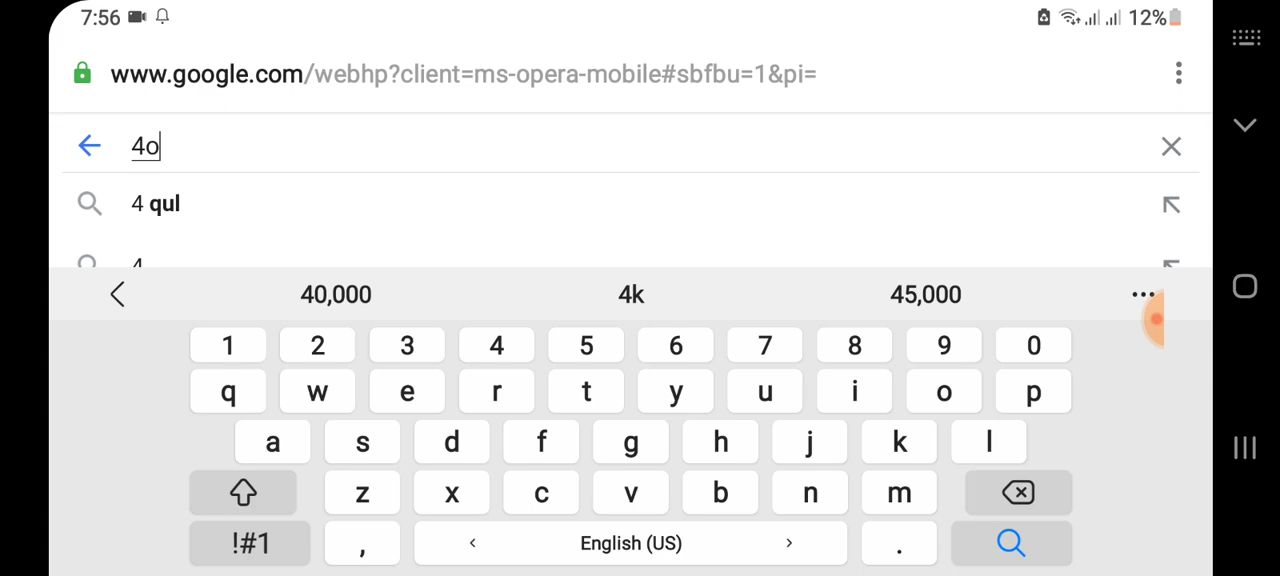 7:56 12%
www.google.com/webhp?client=ms-opera-mobile#sbfbu=1&pi=
4o
4 qul
4
40,000 4k 45,000
1 2 3 4 5 6 7 8 9 0
q w e r t y u i o p
a s d f g h j k l
z x c v b n m
!#1 , < English (US) > .